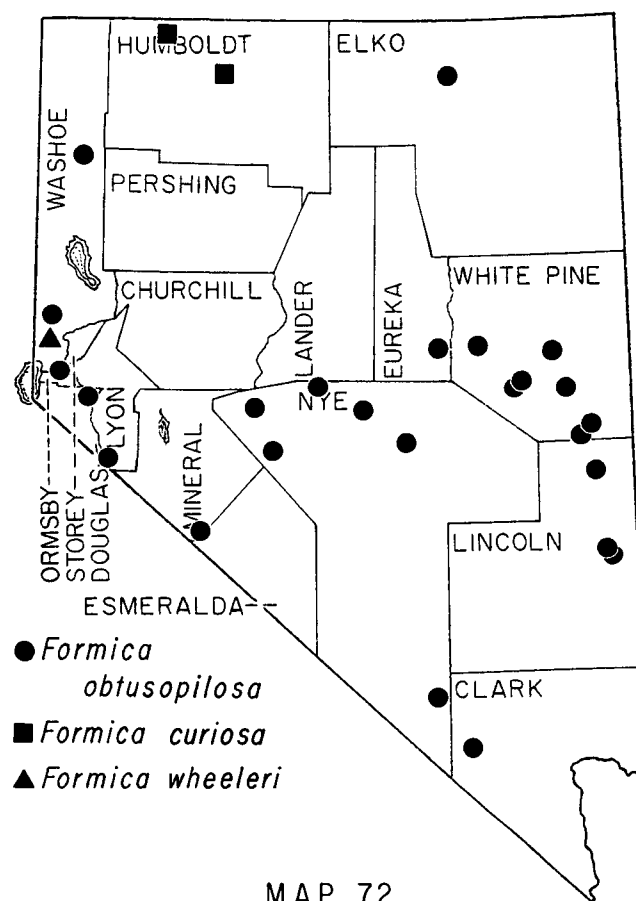 HUMBOLDT
ELKO
WASHOE
PERSHING
CHURCHILL
LANDER
EUREKA
WHITE PINE
NYE
LYON
MINERAL
ORMSBY
STOREY
DOUGLAS
LINCOLN
ESMERALDA
CLARK
Formica
obtusopilosa
Formica curiosa
Formica wheeleri
MAP 72